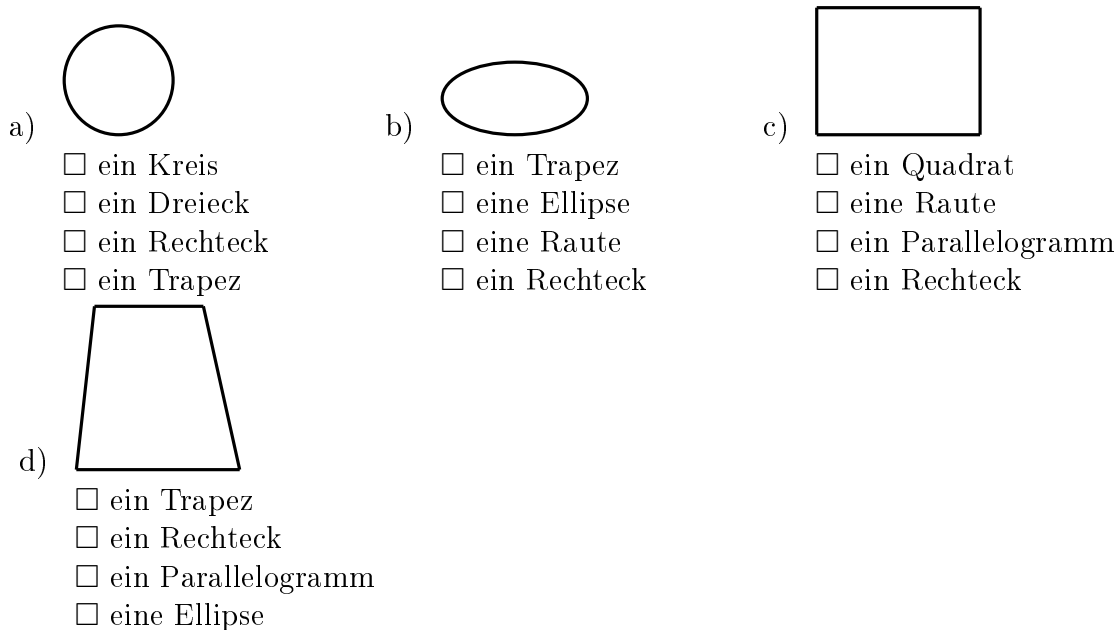 a)
☐ ein Kreis
☐ ein Dreieck
☐ ein Rechteck
☐ ein Trapez
b)
☐ ein Trapez
☐ eine Ellipse
☐ eine Raute
☐ ein Rechteck
c)
☐ ein Quadrat
☐ eine Raute
☐ ein Parallelogramm
☐ ein Rechteck
d)
☐ ein Trapez
☐ ein Rechteck
☐ ein Parallelogramm
☐ eine Ellipse